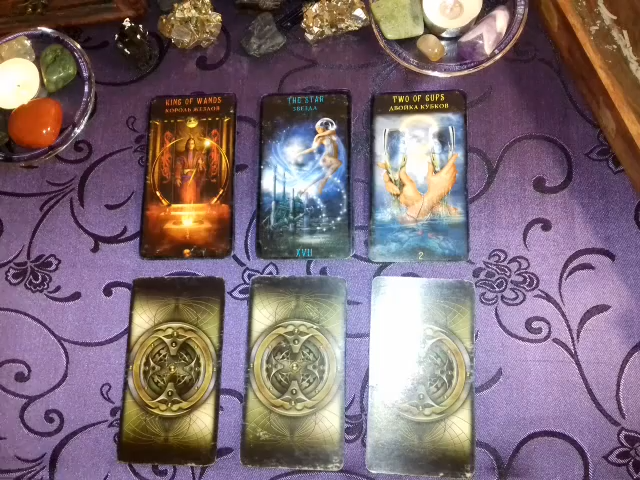 KING OF WANDS
КОРОЛЬ ЖЕЗЛОВ
THE STAR
ЗВЕЗДА
XVII
TWO OF CUPS
ДВОЙКА КУБКОВ
2